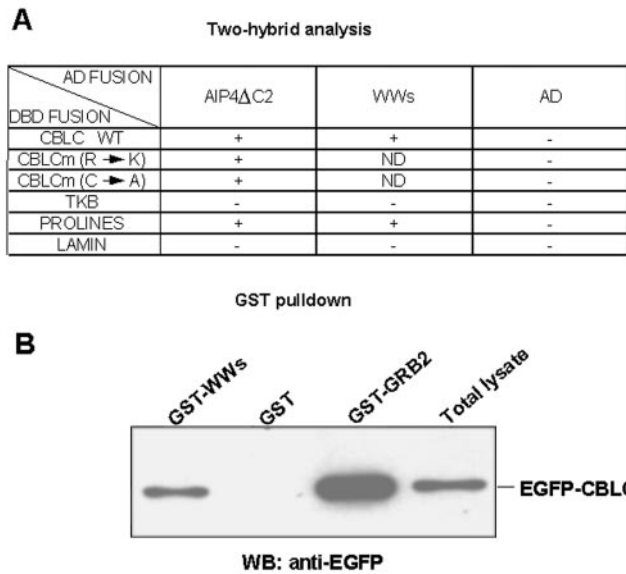 A
Two-hybrid analysis
AD FUSION AIP4ΔC2 WWs AD
DBD FUSION
CBLC WT + + -
CBLCm (R → K) + ND -
CBLCm (C → A) + ND -
TKB - - -
PROLINES + + -
LAMIN - - -
GST pulldown
B
GST-WWs GST GST-GRB2 Total lysate
EGFP-CBLC
WB: anti-EGFP